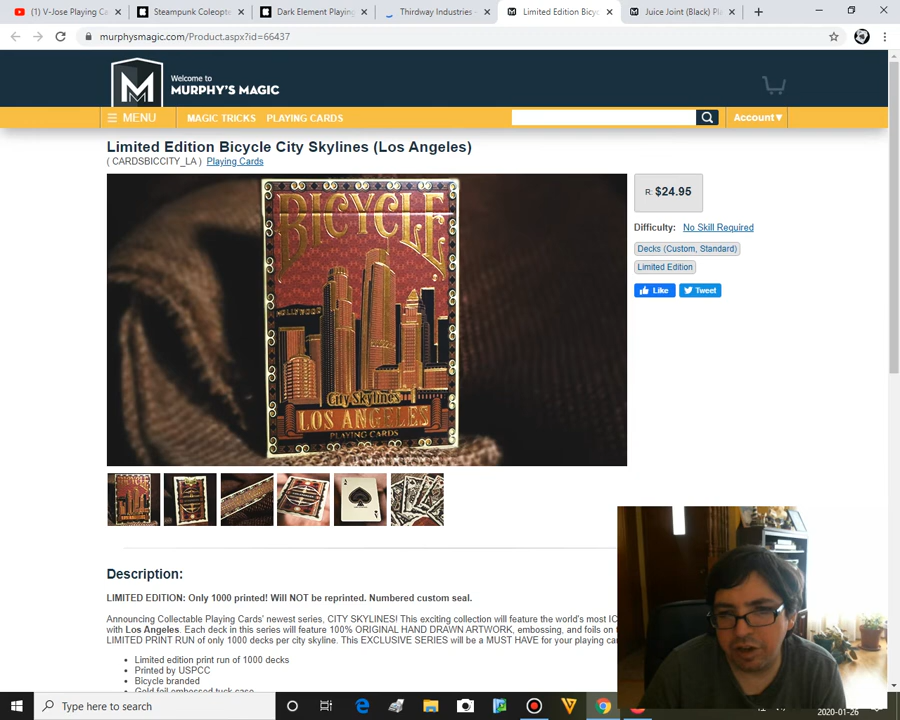 (1) V-Jose Playing Ca
Steampunk Coleopte
Dark Element Playing
Thirdway Industries -
Limited Edition Bicyc
Juice Joint (Black) Pl
murphysmagic.com/Product.aspx?id=66437
Welcome to
MURPHY'S MAGIC
MENU
MAGIC TRICKS
PLAYING CARDS
Account▾
Limited Edition Bicycle City Skylines (Los Angeles)
( CARDSBICCITY_LA ) Playing Cards
BICYCLE
HOLLYWOOD
City Skylines
LOS ANGELES
PLAYING CARDS
R: $24.95
Difficulty: No Skill Required
Decks (Custom, Standard)
Limited Edition
Like
Tweet
Description:
LIMITED EDITION: Only 1000 printed! Will NOT be reprinted. Numbered custom seal.
Announcing Collectable Playing Cards' newest series, CITY SKYLINES! This exciting collection will feature the world's most IC
with Los Angeles. Each deck in this series will feature 100% ORIGINAL HAND DRAWN ARTWORK, embossing, and foils on t
LIMITED PRINT RUN of only 1000 decks per city skyline. This EXCLUSIVE SERIES will be a MUST HAVE for your playing ca
• Limited edition print run of 1000 decks
• Printed by USPCC
• Bicycle branded
• Gold foil embossed tuck case
Type here to search
2020-01-26